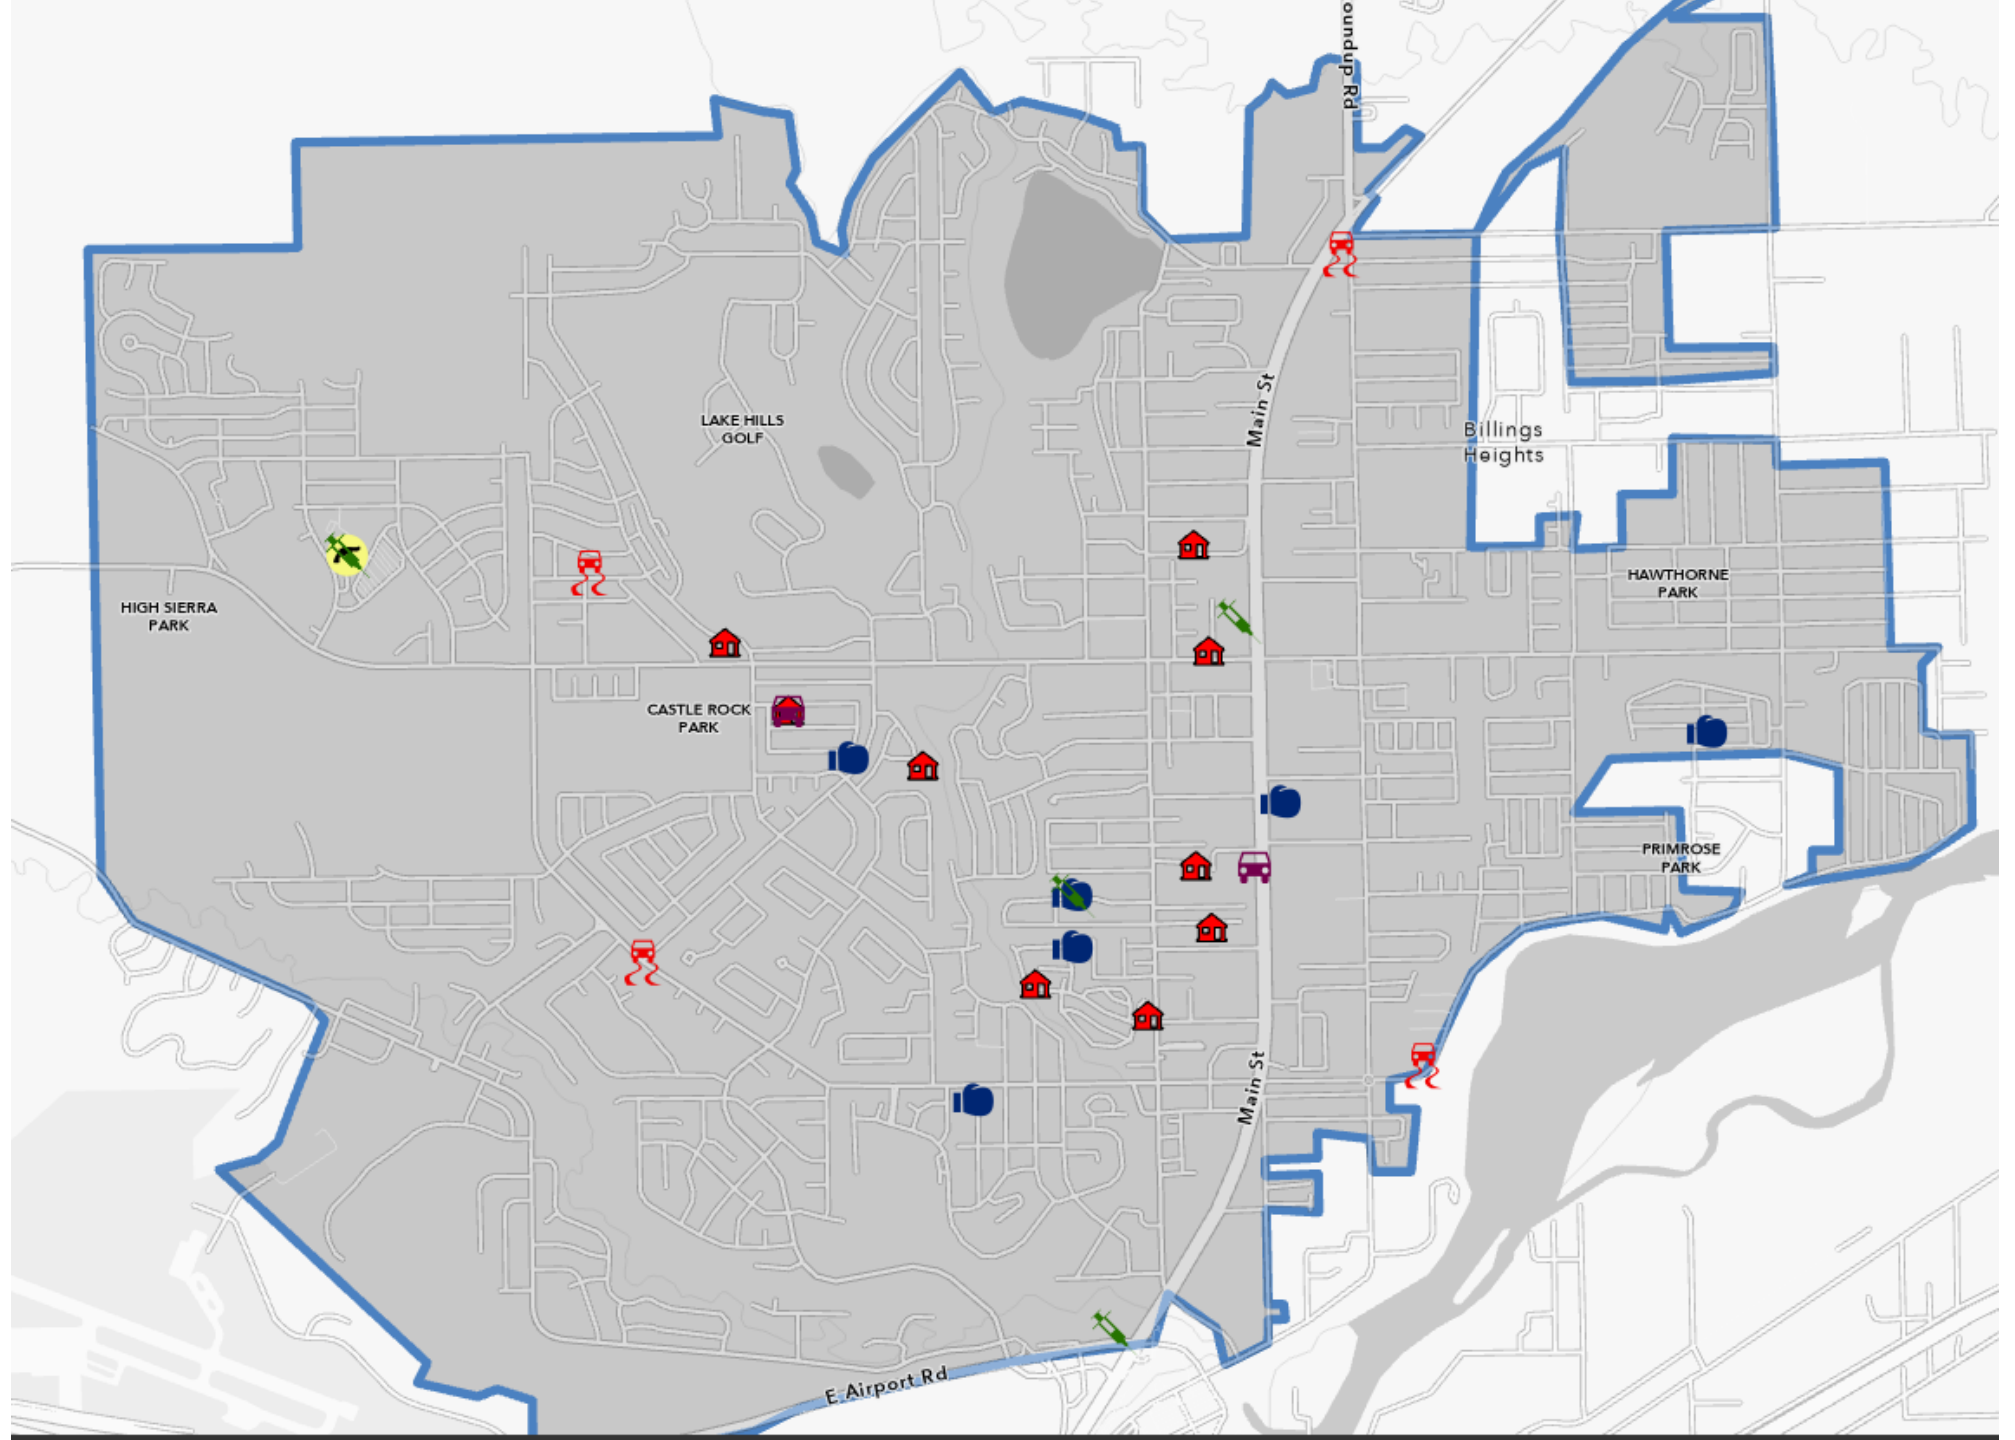 oundup Rd
Main St
LAKE HILLS
GOLF
Billings
Heights
HAWTHORNE
PARK
HIGH SIERRA
PARK
CASTLE ROCK
PARK
PRIMROSE
PARK
Main St
E Airport Rd